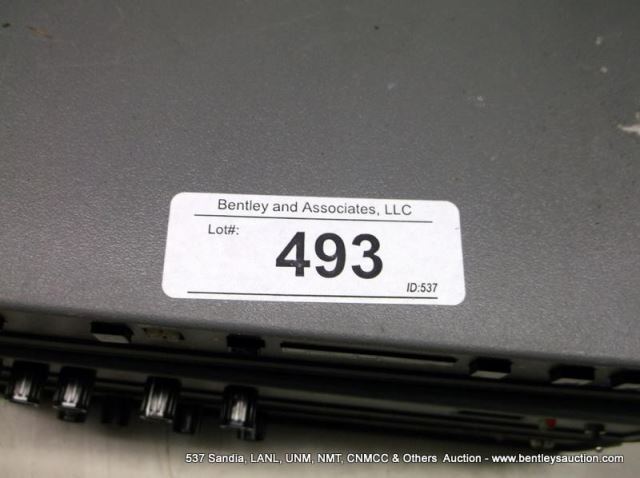 Bentley and Associates, LLC
Lot#:
493
ID:537
537 Sandia, LANL, UNM, NMT, CNMCC & Others Auction - www.bentleysauction.com